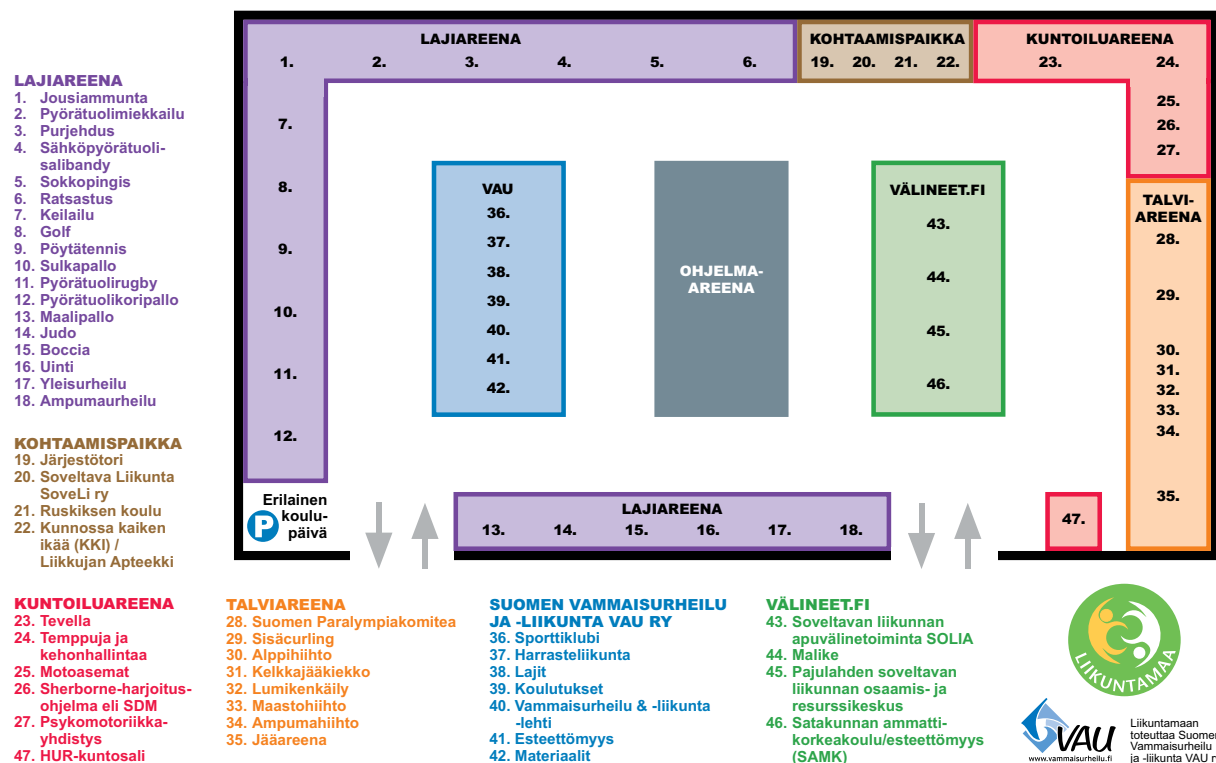 LAJIAREENA
1. Jousiammunta
2. Pyörätuolimiekkailu
3. Purjehdus
4. Sähköpyörätuoli-
salibandy
5. Sokkopingis
6. Ratsastus
7. Keilailu
8. Golf
9. Pöytätennis
10. Sulkapallo
11. Pyörätuolirugby
12. Pyörätuolikoripallo
13. Maalipallo
14. Judo
15. Boccia
16. Uinti
17. Yleisurheilu
18. Ampumaurheilu
KOHTAAMISPAIKKA
19. Järjestötori
20. Soveltava Liikunta
SoveLi ry
21. Ruskiksen koulu
22. Kunnossa kaiken
ikää (KKI) /
Liikkujan Apteekki
LAJIAREENA
1. 2. 3. 4. 5. 6.
7.
8.
9.
10.
11.
12.
KOHTAAMISPAIKKA
19. 20. 21. 22.
KUNTOILUAREENA
23. 24.
25.
26.
27.
VAU
36.
37.
38.
39.
40.
41.
42.
OHJELMA-
AREENA
VÄLINEET.FI
43.
44.
45.
46.
TALVI-
AREENA
28.
29.
30.
31.
32.
33.
34.
35.
P
Erilainen
koulu-
päivä
LAJIAREENA
13. 14. 15. 16. 17. 18.
47.
KUNTOILUAREENA
23. Tevella
24. Temppuja ja
kehonhallintaa
25. Motoasemat
26. Sherborne-harjoitus-
ohjelma eli SDM
27. Psykomotoriikka-
yhdistys
47. HUR-kuntosali
TALVIAREENA
28. Suomen Paralympiakomitea
29. Sisäcurling
30. Alppihiihto
31. Kelkkajääkiekko
32. Lumikenkäily
33. Maastohiihto
34. Ampumahiihto
35. Jääareena
SUOMEN VAMMAISURHEILU
JA -LIIKUNTA VAU RY
36. Sporttiklubi
37. Harrasteliikunta
38. Lajit
39. Koulutukset
40. Vammaisurheilu & -liikunta
-lehti
41. Esteettömyys
42. Materiaalit
VÄLINEET.FI
43. Soveltavan liikunnan
apuvälinetoiminta SOLIA
44. Malike
45. Pajulahden soveltavan
liikunnan osaamis- ja
resurssikeskus
46. Satakunnan ammatti-
korkeakoulu/esteettömyys
(SAMK)
LIIKUNTAMAA
VAU
www.vammaisurheilu.fi
Liikuntamaan
toteuttaa Suomen
Vammaisurheilu
ja -liikunta VAU ry